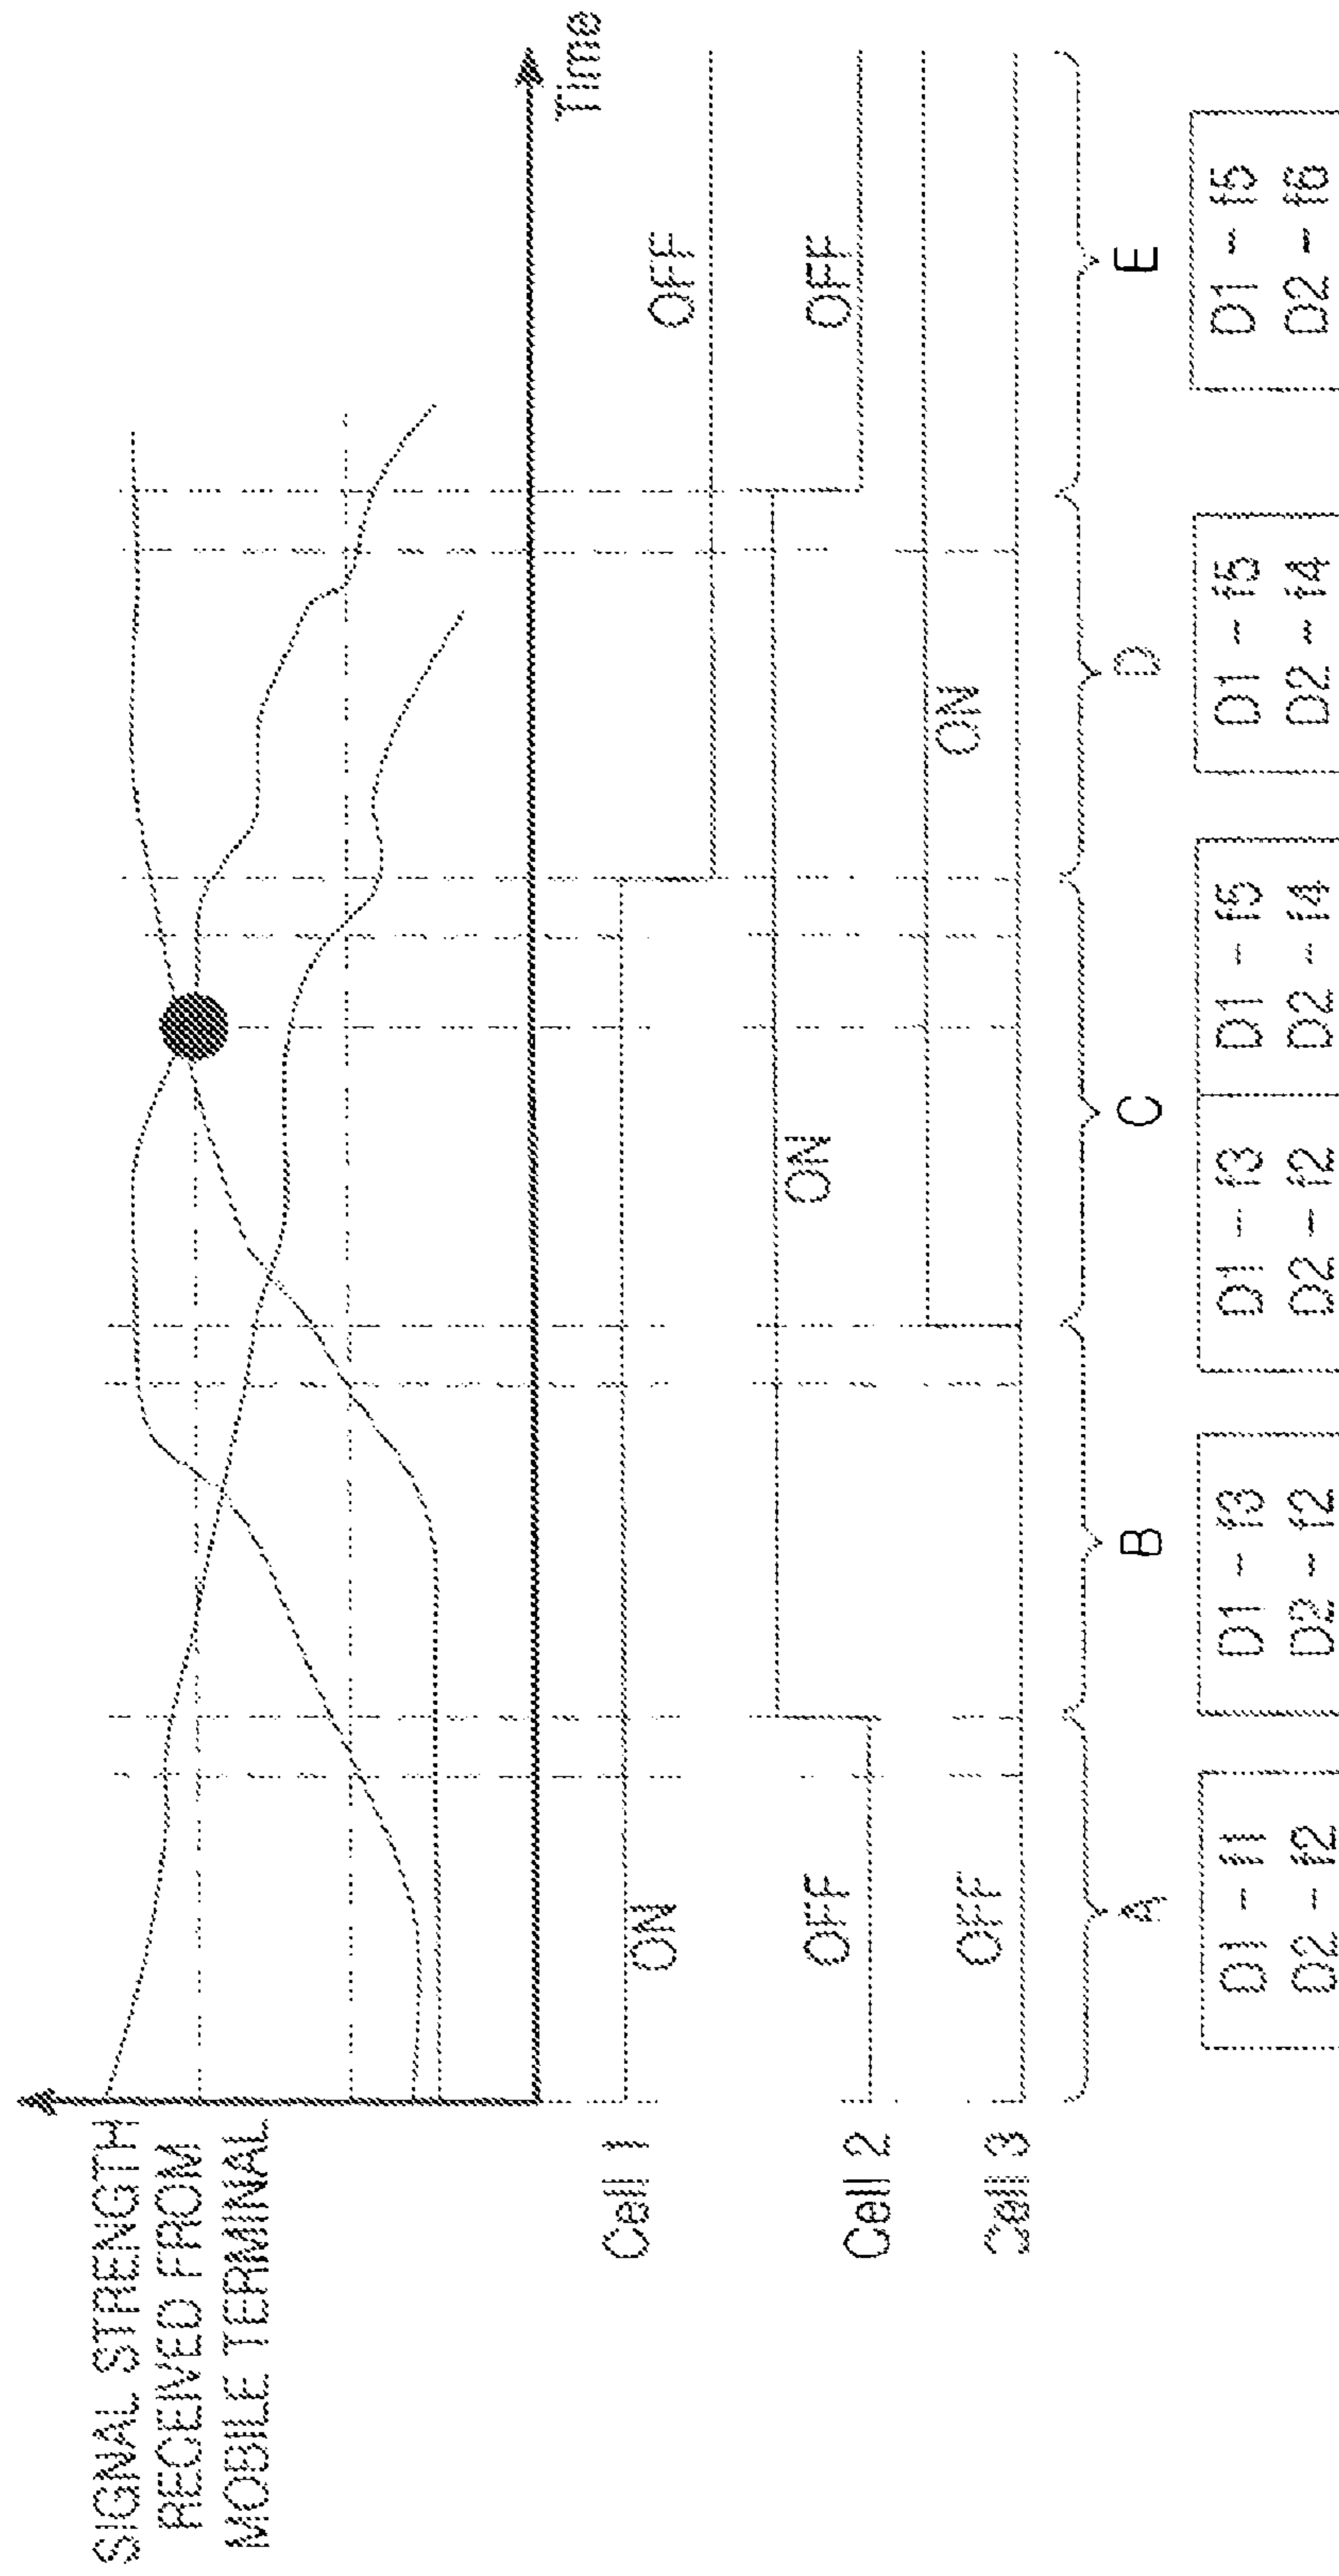 SIGNAL STRENGTH
RECEIVED FROM
MOBILE TERMINAL
Time
Cell 1
ON
OFF
Cell 2
OFF
ON
OFF
Cell 3
OFF
ON
A
B
C
D
E
D1 - f1
D2 - f2
D1 - f3
D2 - f2
D1 - f3
D2 - f2
D1 - f5
D2 - f4
D1 - f5
D2 - f4
D1 - f5
D2 - f6